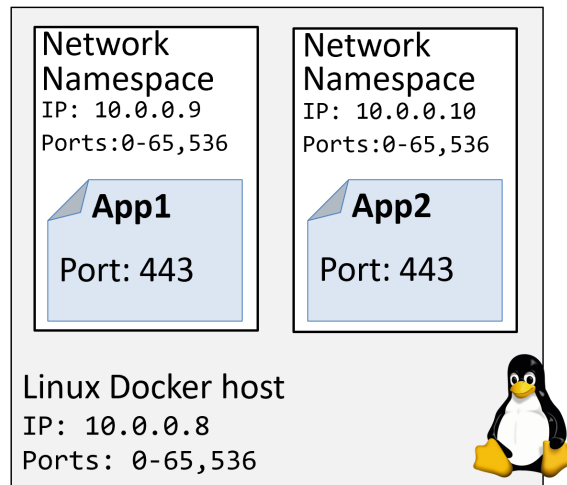 Network
Namespace
IP: 10.0.0.9
Ports:0-65,536
App1
Port: 443
Network
Namespace
IP: 10.0.0.10
Ports:0-65,536
App2
Port: 443
Linux Docker host
IP: 10.0.0.8
Ports: 0-65,536